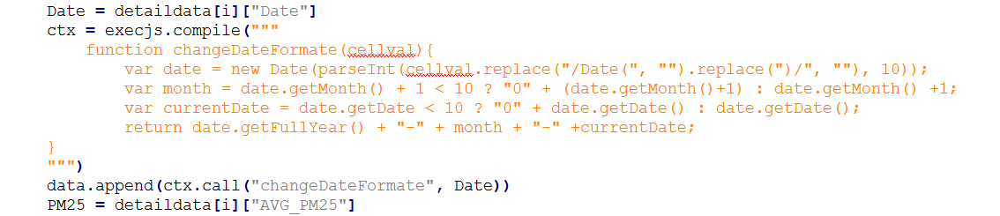 Date = detaildata[i]["Date"]
ctx = execjs.compile("""
function changeDateFormate(cellval){
var date = new Date(parseInt(cellval.replace("/Date(", "").replace(")/", ""), 10));
var month = date.getMonth() + 1 < 10 ? "0" + (date.getMonth()+1) : date.getMonth() +1;
var currentDate = date.getDate < 10 ? "0" + date.getDate() : date.getDate();
return date.getFullYear() + "-" + month + "-" +currentDate;
}
""")
data.append(ctx.call("changeDateFormate", Date))
PM25 = detaildata[i]["AVG_PM25"]